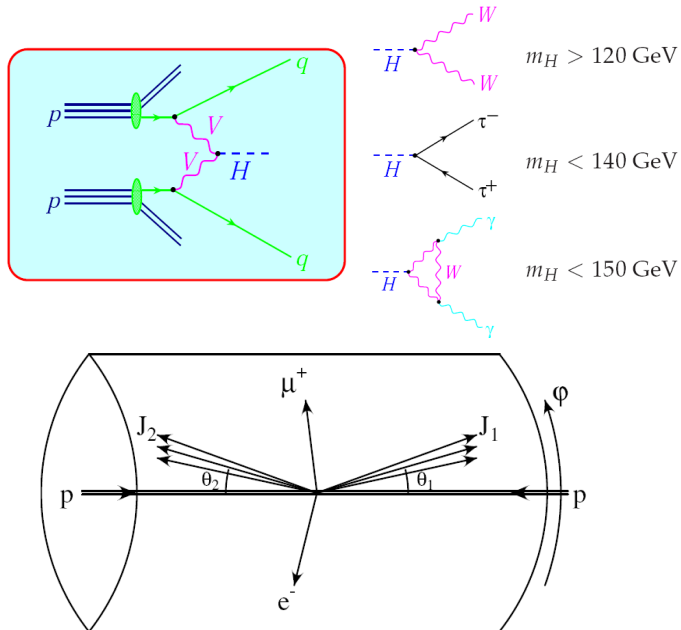 p
p
q
q
V
V
H
H
W
W
m_H > 120 GeV
H
τ⁻
τ⁺
m_H < 140 GeV
H
W
γ
γ
m_H < 150 GeV
μ⁺
J₂
J₁
φ
θ₂
θ₁
p
p
e⁻